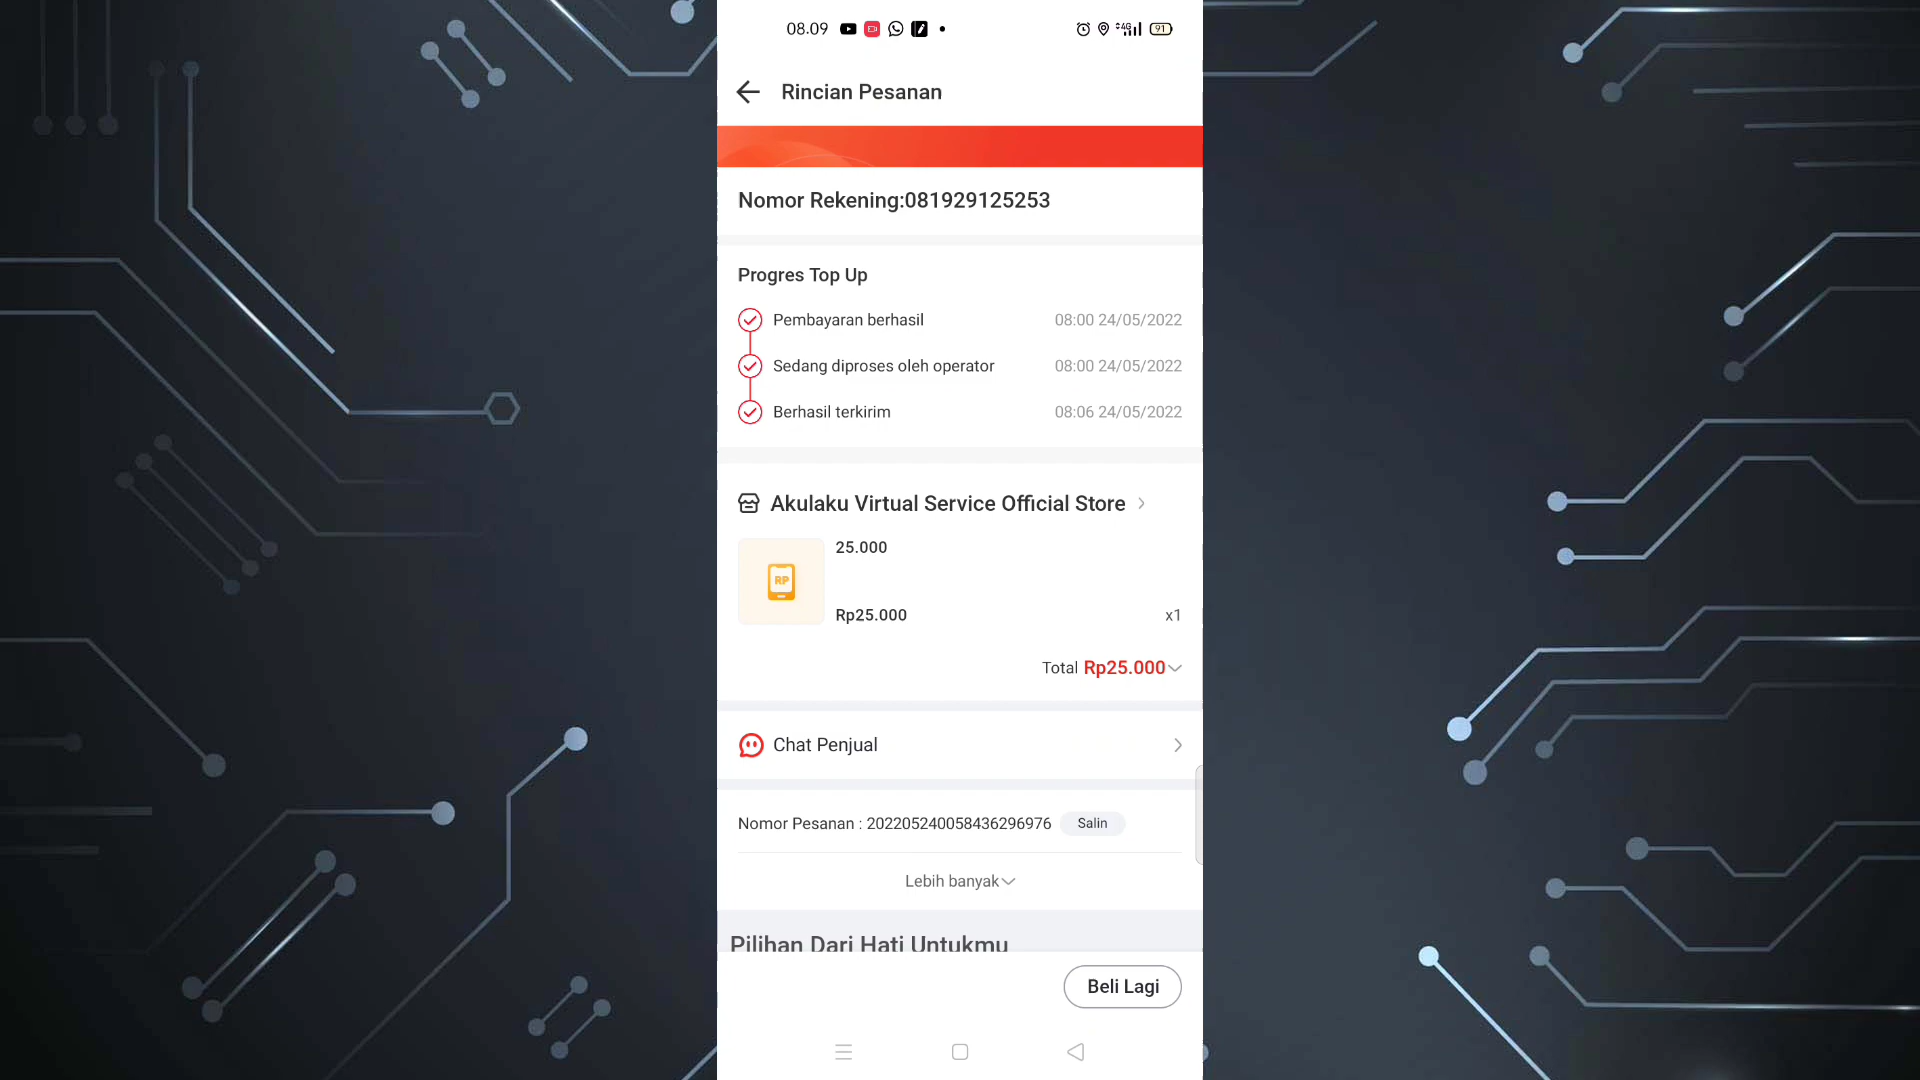 08.09
4G
91
Rincian Pesanan
Nomor Rekening:081929125253
Progres Top Up
Pembayaran berhasil 08:00 24/05/2022
Sedang diproses oleh operator 08:00 24/05/2022
Berhasil terkirim 08:06 24/05/2022
Akulaku Virtual Service Official Store
25.000
RP
Rp25.000 x1
Total Rp25.000
Chat Penjual
Nomor Pesanan : 202205240058436296976 Salin
Lebih banyak
Pilihan Dari Hati Untukmu
Beli Lagi